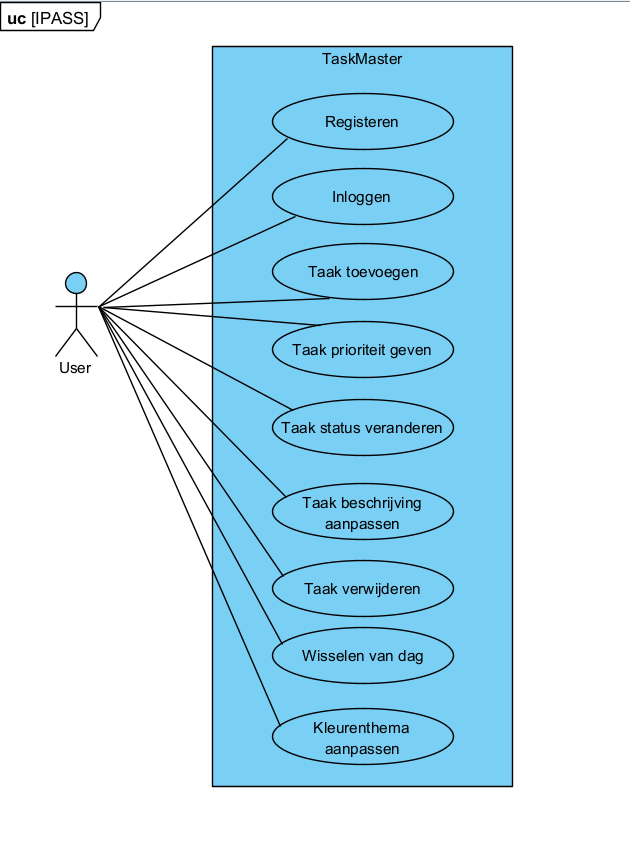 uc [IPASS]
TaskMaster
Registeren
Inloggen
Taak toevoegen
Taak prioriteit geven
Taak status veranderen
Taak beschrijving
aanpassen
Taak verwijderen
Wisselen van dag
Kleurenthema
aanpassen
User